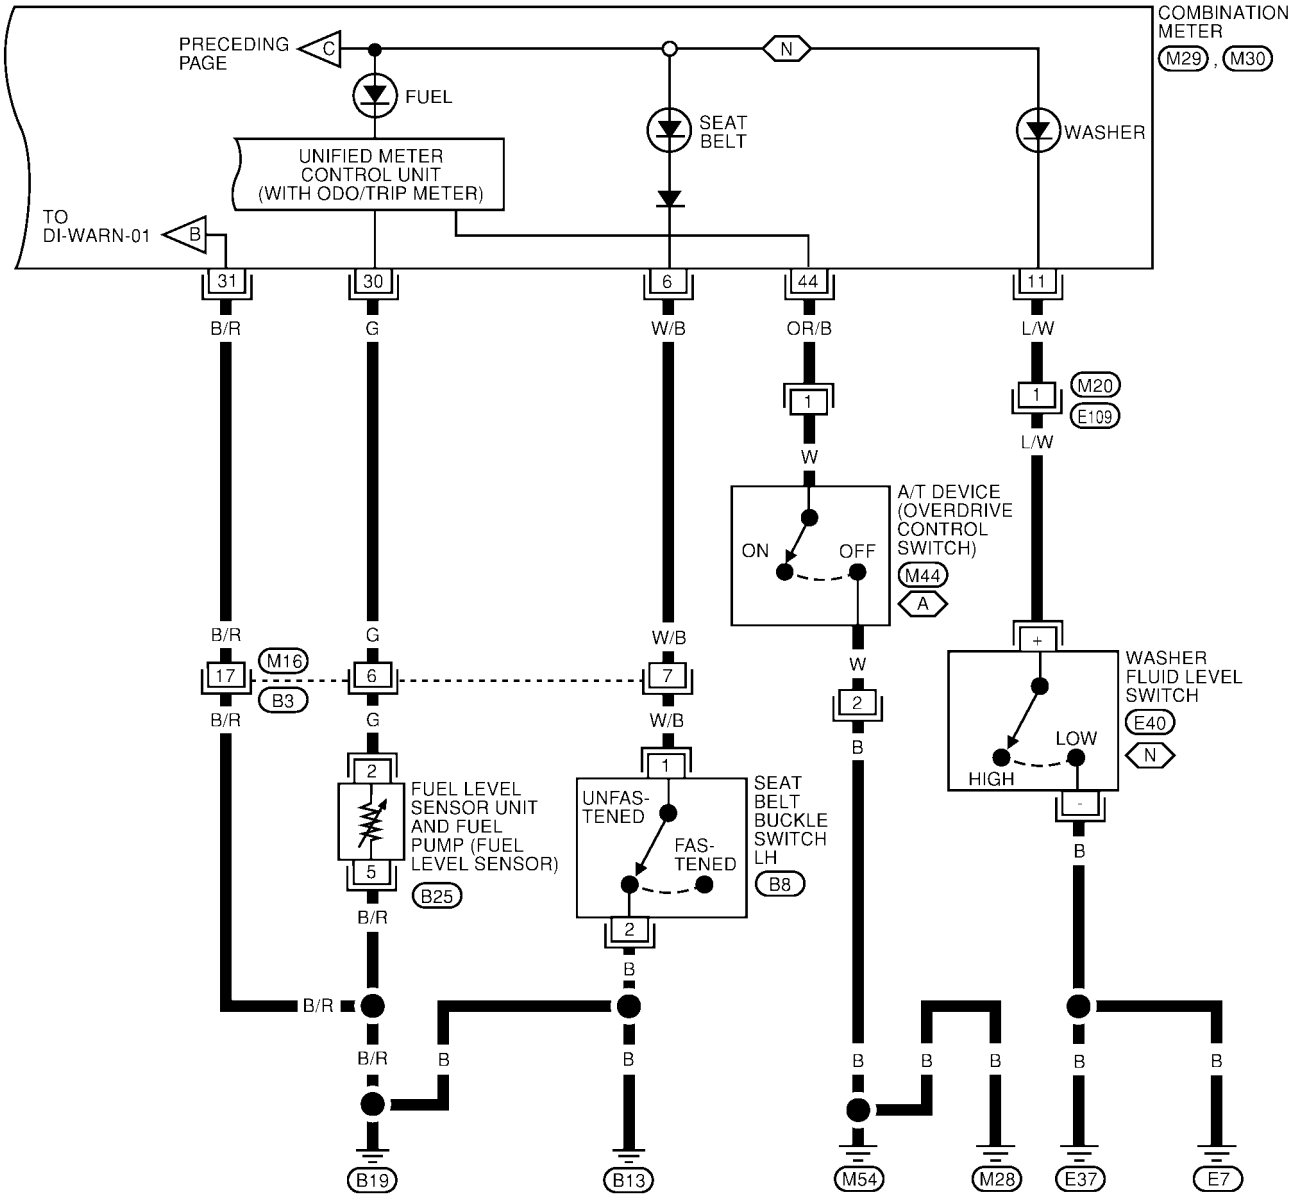 COMBINATION
METER
M29 , M30
PRECEDING
PAGE
C
N
FUEL
SEAT
BELT
WASHER
UNIFIED METER
CONTROL UNIT
(WITH ODO/TRIP METER)
TO
DI-WARN-01
B
31
30
6
44
11
B/R
G
W/B
OR/B
L/W
1
1
M20
E109
L/W
W
A/T DEVICE
(OVERDRIVE
CONTROL
SWITCH)
M44
A
ON
OFF
B/R
G
W/B
17
M16
B3
6
7
B/R
G
W/B
W
2
B
+
WASHER
FLUID LEVEL
SWITCH
E40
N
HIGH
LOW
-
B
2
FUEL LEVEL
SENSOR UNIT
AND FUEL
PUMP (FUEL
LEVEL SENSOR)
B25
5
B/R
1
UNFAS-
TENED
FAS-
TENED
SEAT
BELT
BUCKLE
SWITCH
LH
B8
2
B
B/R
B/R
B
B
B
B
B
B
B
B19
B13
M54
M28
E37
E7